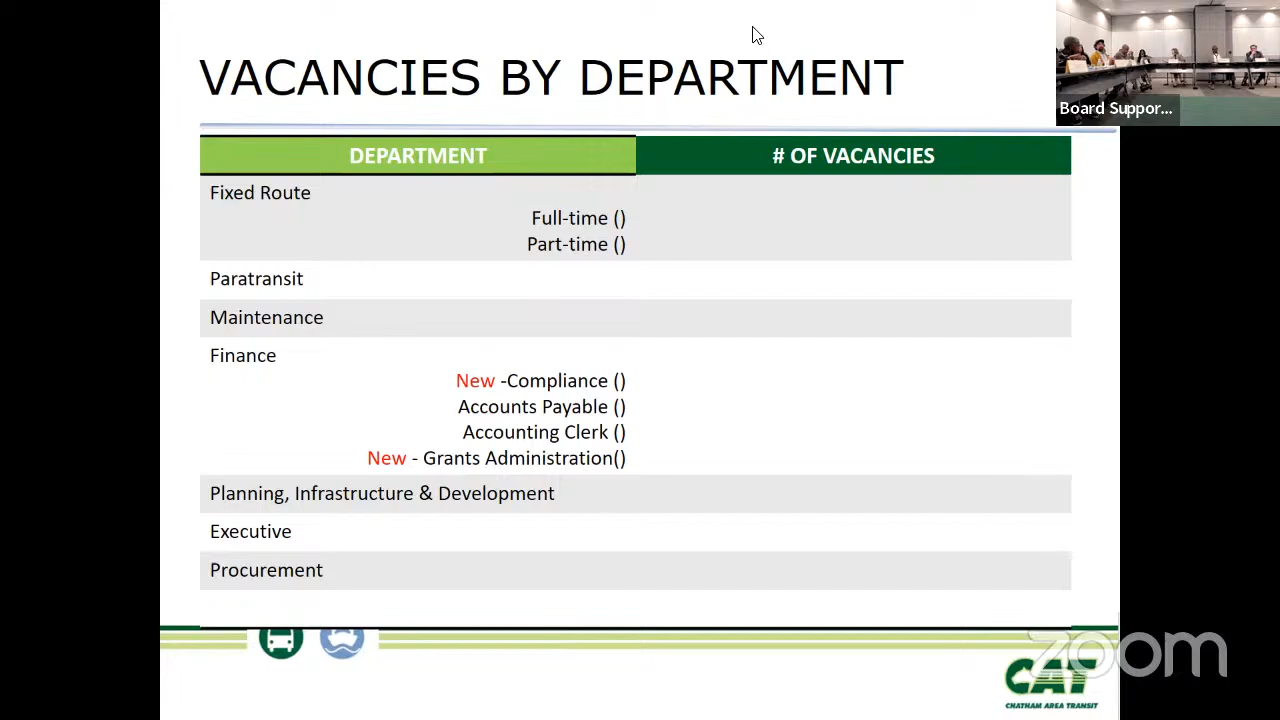 VACANCIES BY DEPARTMENT
Board Suppor...
DEPARTMENT
# OF VACANCIES
Fixed Route
Full-time ()
Part-time ()
Paratransit
Maintenance
Finance
New -Compliance ()
Accounts Payable ()
Accounting Clerk ()
New - Grants Administration()
Planning, Infrastructure & Development
Executive
Procurement
zoom
CAT
CHATHAM AREA TRANSIT